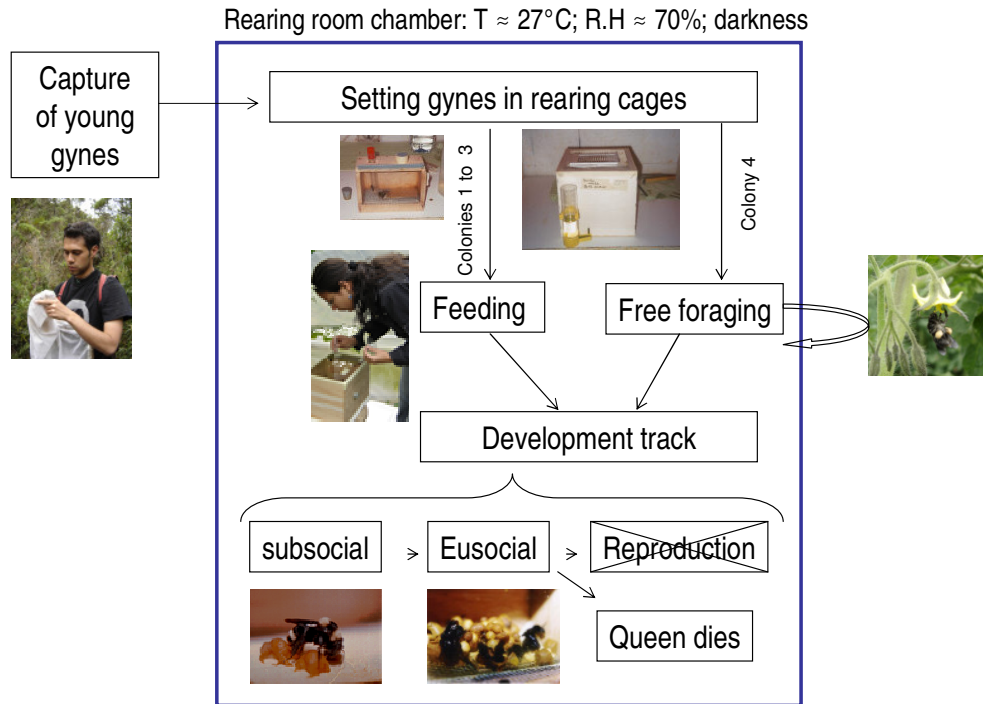 Rearing room chamber: T ≈ 27°C; R.H ≈ 70%; darkness
Capture
of young
gynes
Setting gynes in rearing cages
Colonies 1 to 3
Colony 4
Feeding
Free foraging
Development track
subsocial
Eusocial
Reproduction
Queen dies